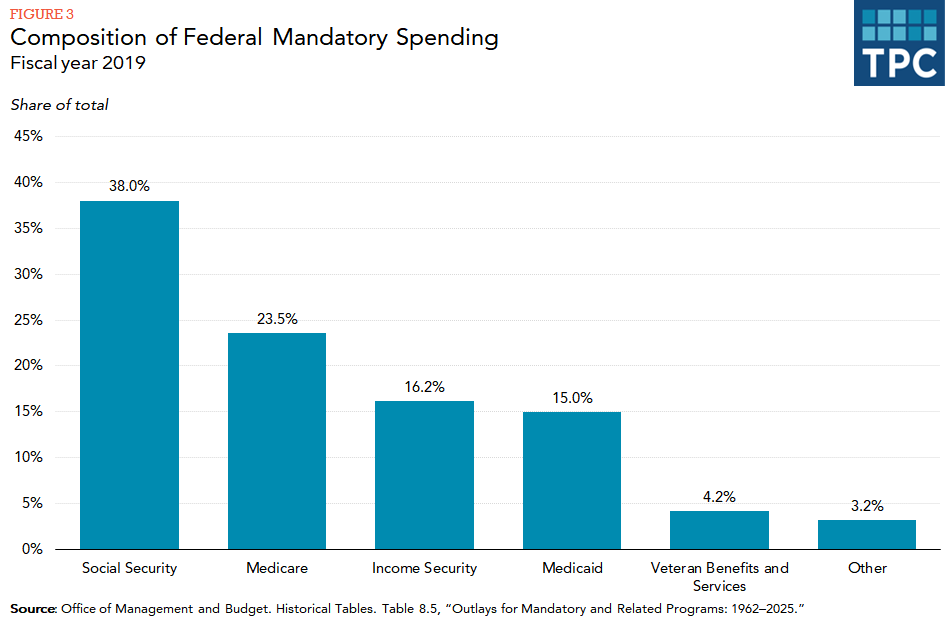 FIGURE 3
Composition of Federal Mandatory Spending
Fiscal year 2019
TPC
Share of total
45%
40%
35%
30%
25%
20%
15%
10%
5%
0%
38.0%
23.5%
16.2%
15.0%
4.2%
3.2%
Social Security
Medicare
Income Security
Medicaid
Veteran Benefits and
Services
Other
Source: Office of Management and Budget. Historical Tables. Table 8.5, “Outlays for Mandatory and Related Programs: 1962–2025.”